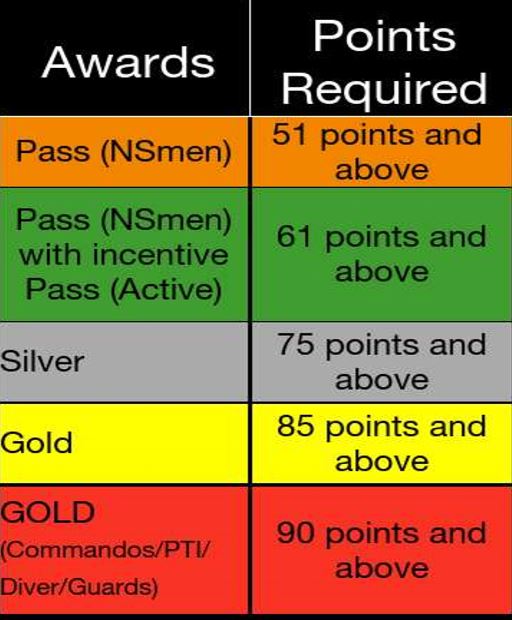 Awards
Points
Required
Pass (NSmen)
51 points and
above
Pass (NSmen)
with incentive
Pass (Active)
61 points and
above
Silver
75 points and
above
Gold
85 points and
above
GOLD
(Commandos/PTI/
Diver/Guards)
90 points and
above